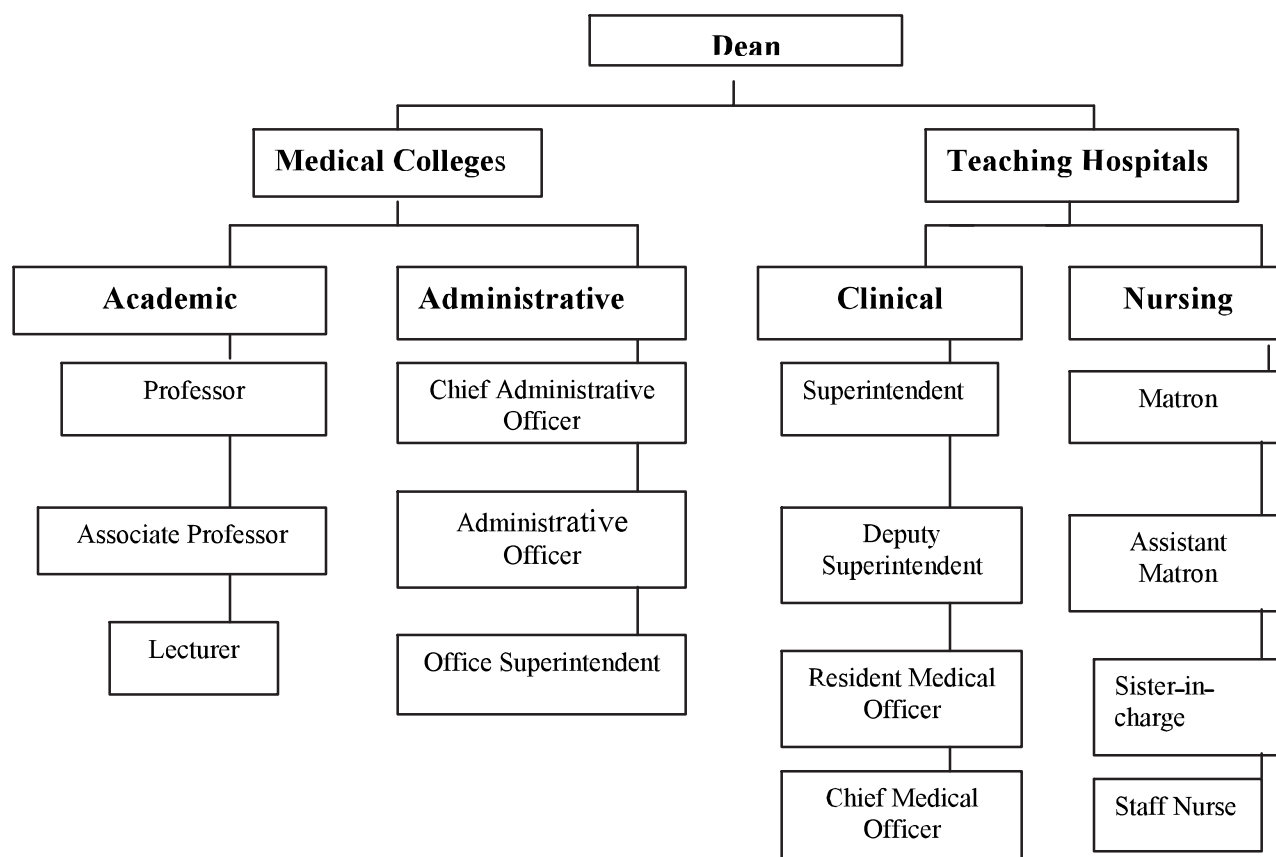 Dean
Medical Colleges
Teaching Hospitals
Academic
Administrative
Clinical
Nursing
Professor
Chief Administrative
Officer
Superintendent
Matron
Associate Professor
Administrative
Officer
Deputy
Superintendent
Assistant
Matron
Lecturer
Office Superintendent
Resident Medical
Officer
Sister-in-
charge
Chief Medical
Officer
Staff Nurse